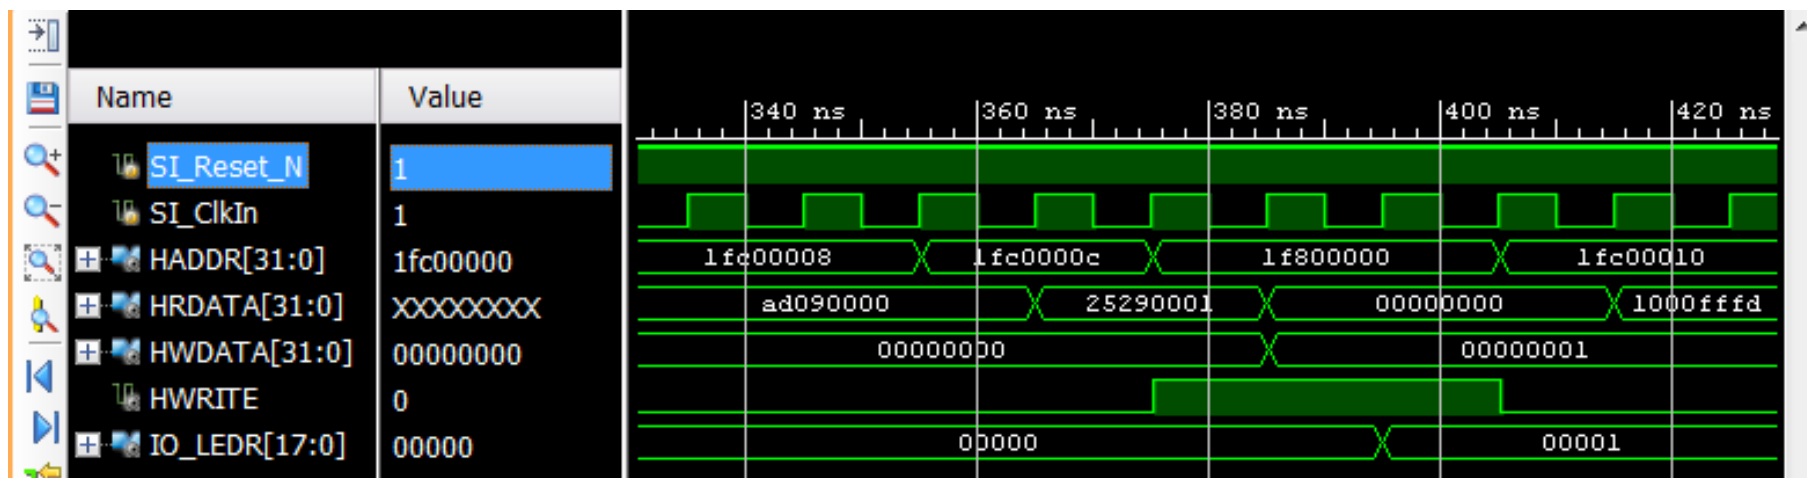 Name Value
340 ns 360 ns 380 ns 400 ns 420 ns
SI_Reset_N 1
SI_ClkIn 1
HADDR[31:0] 1fc00000 1fc00008 1fc0000c 1f800000 1fc00010
HRDATA[31:0] XXXXXXXX ad090000 25290001 00000000 1000fffd
HWDATA[31:0] 00000000 00000000 00000001
HWRITE 0
IO_LEDR[17:0] 00000 00000 00001